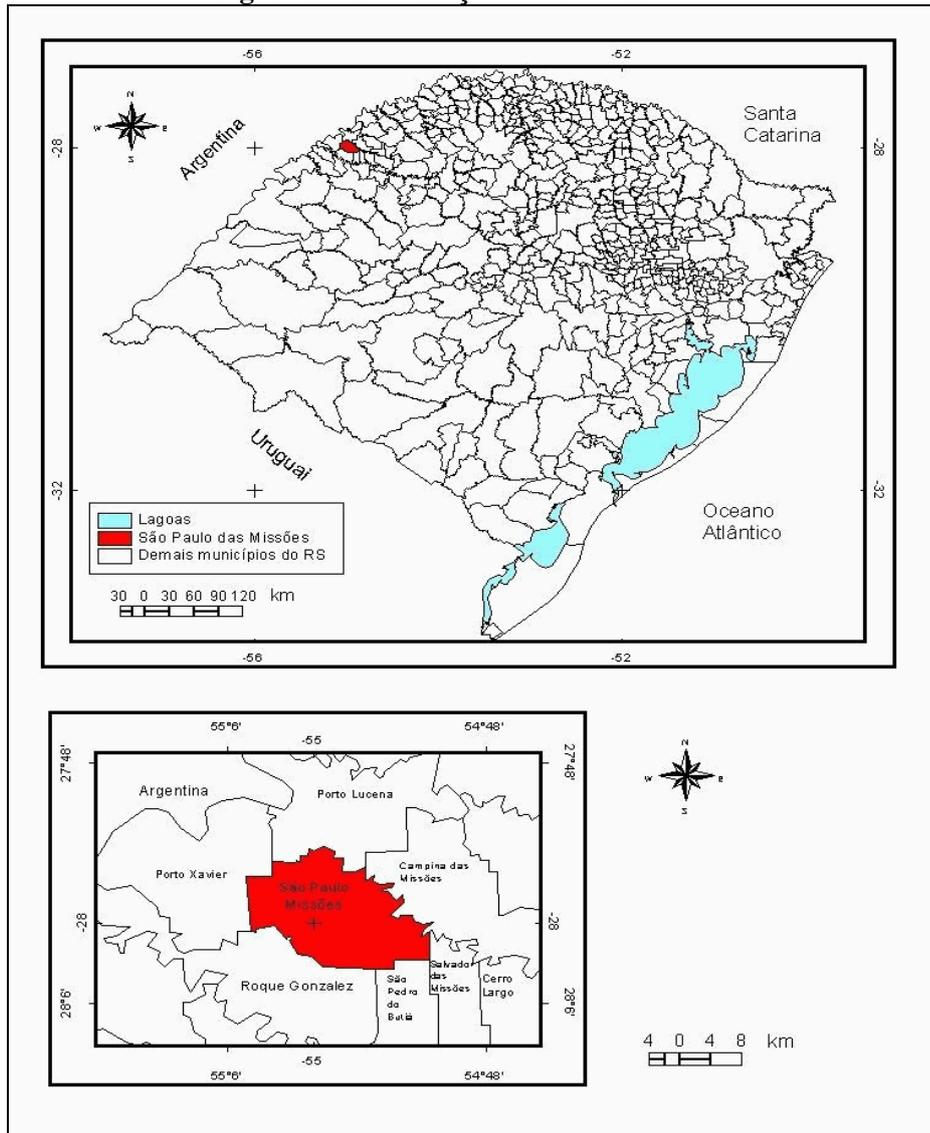 -56 -52
N
W E
S
Argentina
Santa
Catarina
-28 -28
Uruguai
-32 -32
Oceano
Atlântico
Lagoas
São Paulo das Missões
Demais municípios do RS
30 0 30 60 90 120 km
-56 -52
55°6' -55 54°48'
27°48' 27°48'
Argentina
Porto Lucena
N
W E
S
Porto Xavier
Campina das
Missões
São Paulo
Missões
-28 -28
Roque Gonzalez
São
Pedro
do
Butiá
Salvador
das
Missões
Cerro
Largo
28°6' 28°6'
55°6' -55 54°48'
4 0 4 8 km